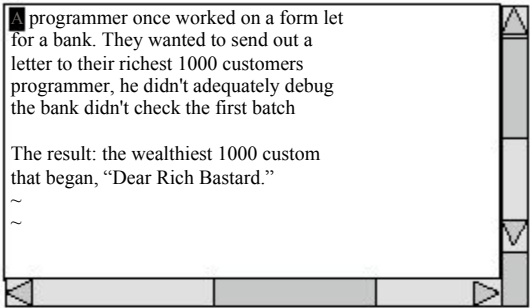 A programmer once worked on a form let
for a bank. They wanted to send out a
letter to their richest 1000 customers
programmer, he didn't adequately debug
the bank didn't check the first batch
The result: the wealthiest 1000 custom
that began, “Dear Rich Bastard.”
~
~